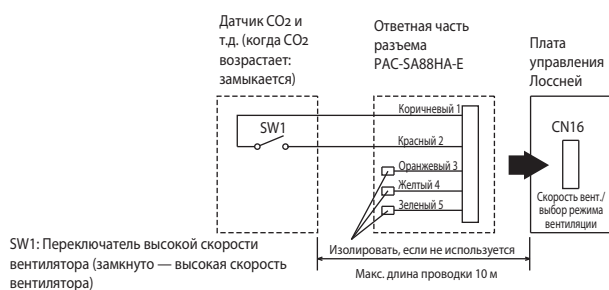 Датчик CO2 и
т.д. (когда CO2
возрастает:
замыкается)
Ответная часть
разъема
PAC-SA88HA-E
Плата
управления
Лоссней
Коричневый 1
SW1
Красный 2
Оранжевый 3
Желтый 4
Зеленый 5
CN16
Скорость вент./
выбор режима
вентиляции
SW1: Переключатель высокой скорости
вентилятора (замкнуто — высокая скорость
вентилятора)
Изолировать, если не используется
Макс. длина проводки 10 м